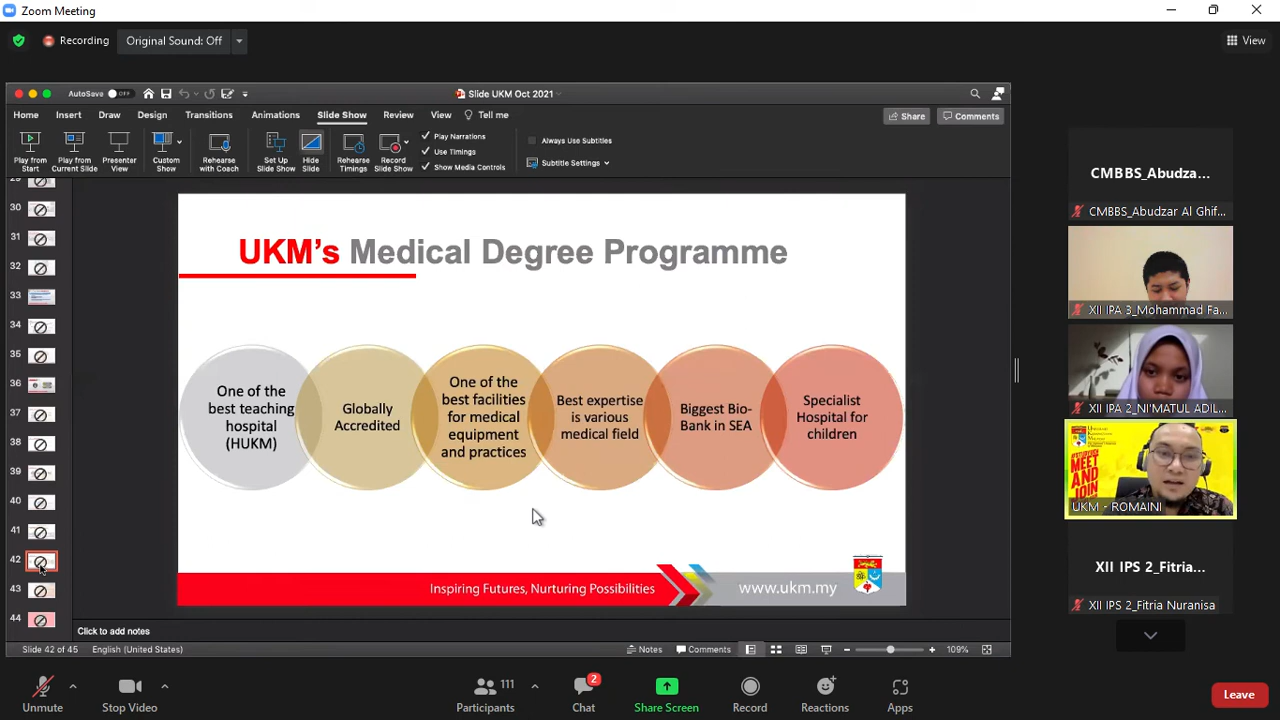 Zoom Meeting
Recording
Original Sound: Off
View
AutoSave OFF
Slide UKM Oct 2021
Home Insert Draw Design Transitions Animations Slide Show Review View Tell me
Share Comments
Play from Start
Play from Current Slide
Presenter View
Custom Show
Rehearse with Coach
Set Up Slide Show
Hide Slide
Rehearse Timings
Record Slide Show
Play Narrations
Use Timings
Show Media Controls
Always Use Subtitles
Subtitle Settings
29
30
31
32
33
34
35
36
37
38
39
40
41
42
43
44
UKM's Medical Degree Programme
One of the
best teaching
hospital
(HUKM)
Globally
Accredited
One of the
best facilities
for medical
equipment
and practices
Best expertise
is various
medical field
Biggest Bio-
Bank in SEA
Specialist
Hospital for
children
Inspiring Futures, Nurturing Possibilities
www.ukm.my
Click to add notes
Slide 42 of 45 English (United States)
Notes Comments 109%
CMBBS_Abudza...
CMBBS_Abudzar Al Ghif...
XII IPA 3_Mohammad Fa...
XII IPA 2_NI'MATUL ADIL...
MEET AND
JOIN
UKM - ROMAINI
XII IPS 2_Fitria...
XII IPS 2_Fitria Nuranisa
Unmute
Stop Video
111
Participants
2
Chat
Share Screen
Record
Reactions
Apps
Leave